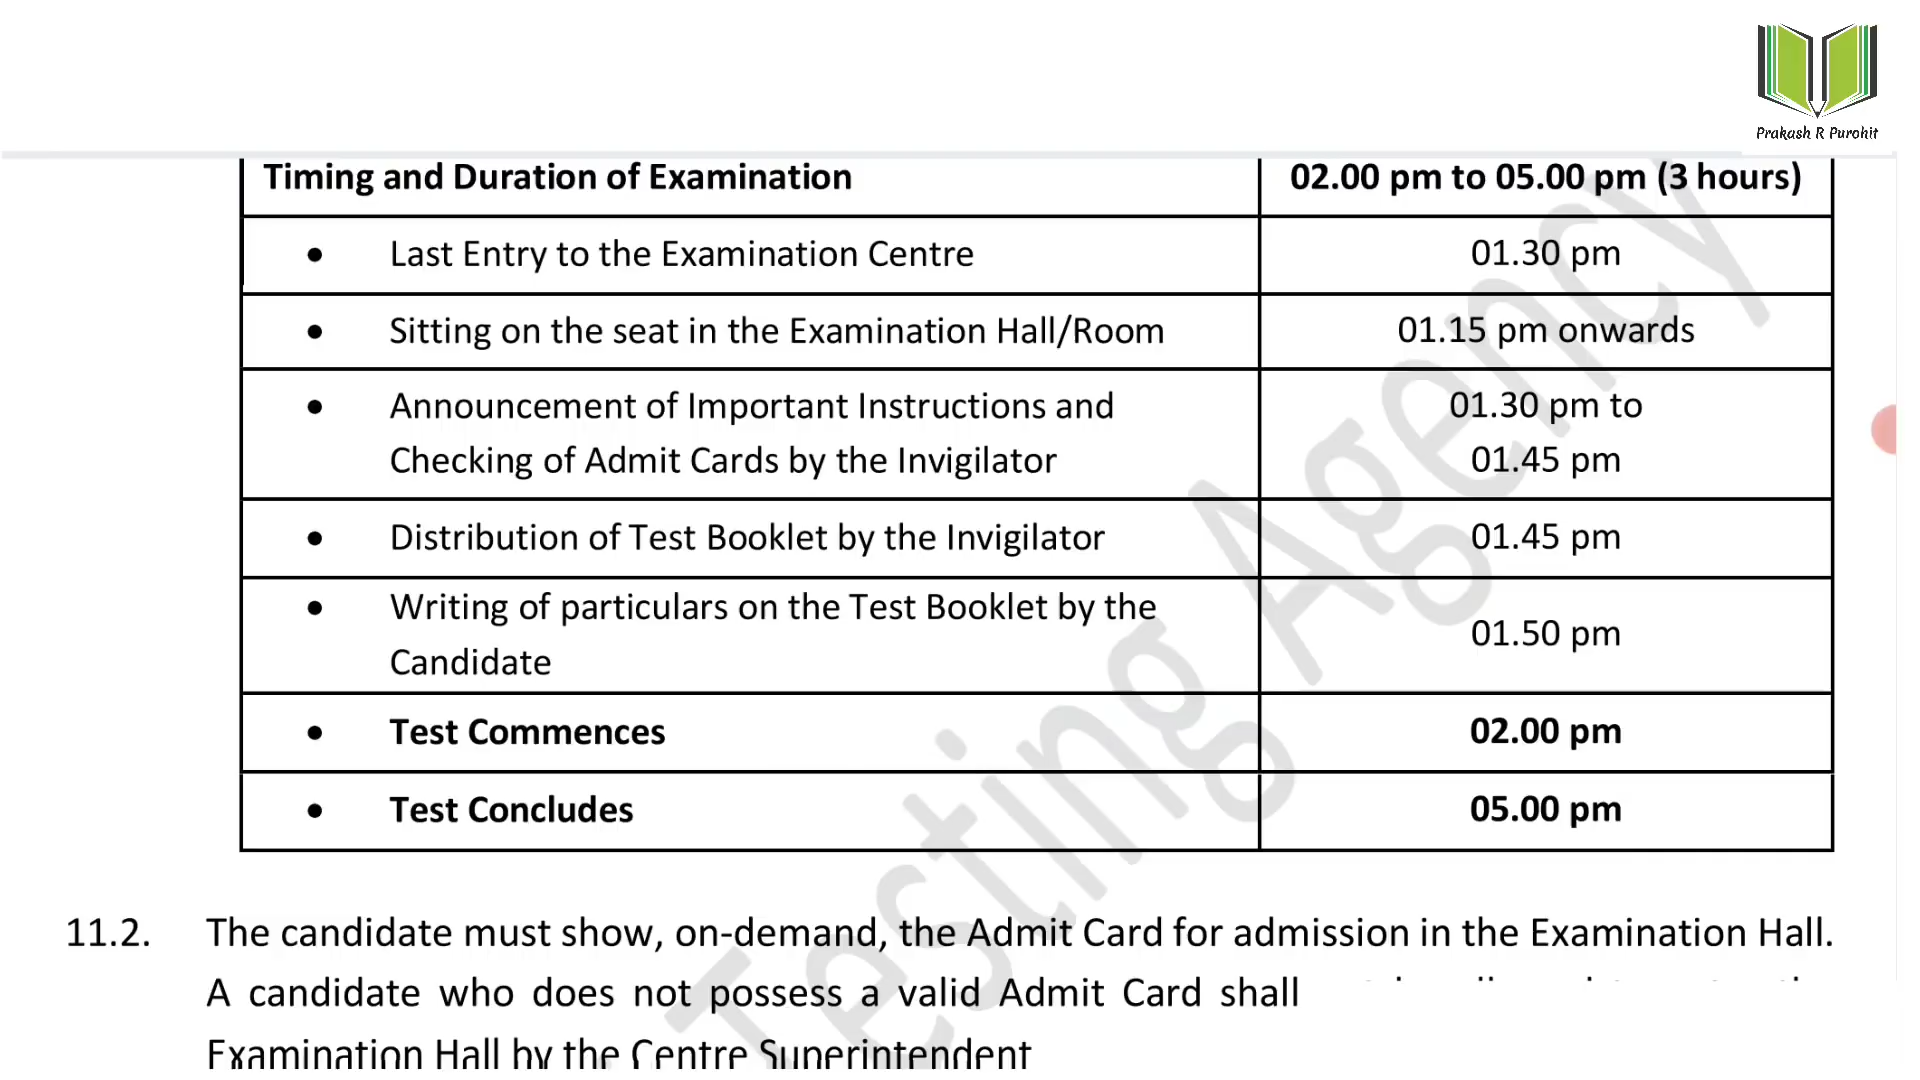 Prakash R Purohit
Timing and Duration of Examination 02.00 pm to 05.00 pm (3 hours)
• Last Entry to the Examination Centre 01.30 pm
• Sitting on the seat in the Examination Hall/Room 01.15 pm onwards
• Announcement of Important Instructions and 01.30 pm to
Checking of Admit Cards by the Invigilator 01.45 pm
• Distribution of Test Booklet by the Invigilator 01.45 pm
• Writing of particulars on the Test Booklet by the
Candidate 01.50 pm
• Test Commences 02.00 pm
• Test Concludes 05.00 pm
11.2. The candidate must show, on-demand, the Admit Card for admission in the Examination Hall.
A candidate who does not possess a valid Admit Card shall
Examination Hall by the Centre Superintendent
Testing Agency